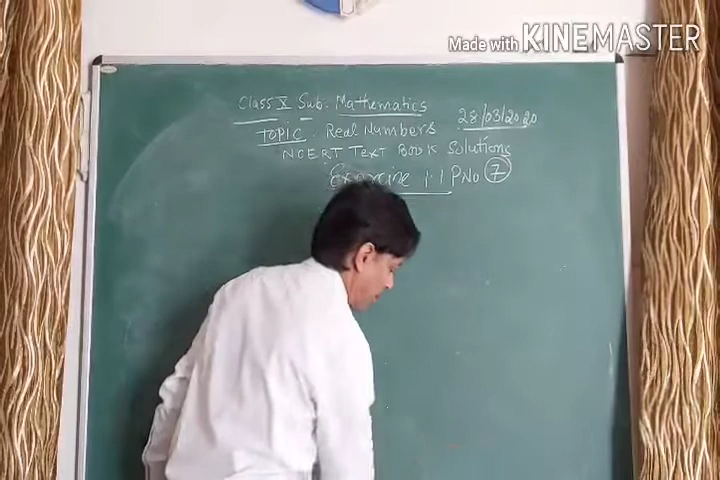 Made with KINEMASTER
Class X Sub: Mathematics
28/03/2020
TOPIC : Real Numbers
NCERT Text Book Solutions
Exercise 1.1 PNo 7